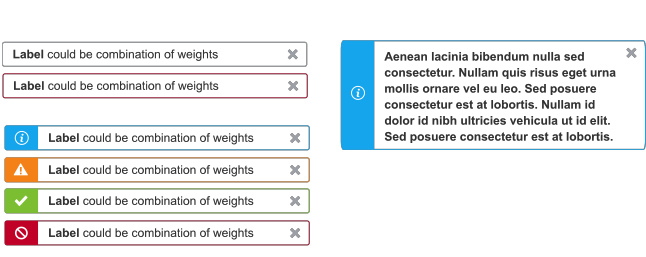 Label could be combination of weights
Label could be combination of weights
Label could be combination of weights
Label could be combination of weights
Label could be combination of weights
Label could be combination of weights
Aenean lacinia bibendum nulla sed
consectetur. Nullam quis risus eget urna
mollis ornare vel eu leo. Sed posuere
consectetur est at lobortis. Nullam id
dolor id nibh ultricies vehicula ut id elit.
Sed posuere consectetur est at lobortis.